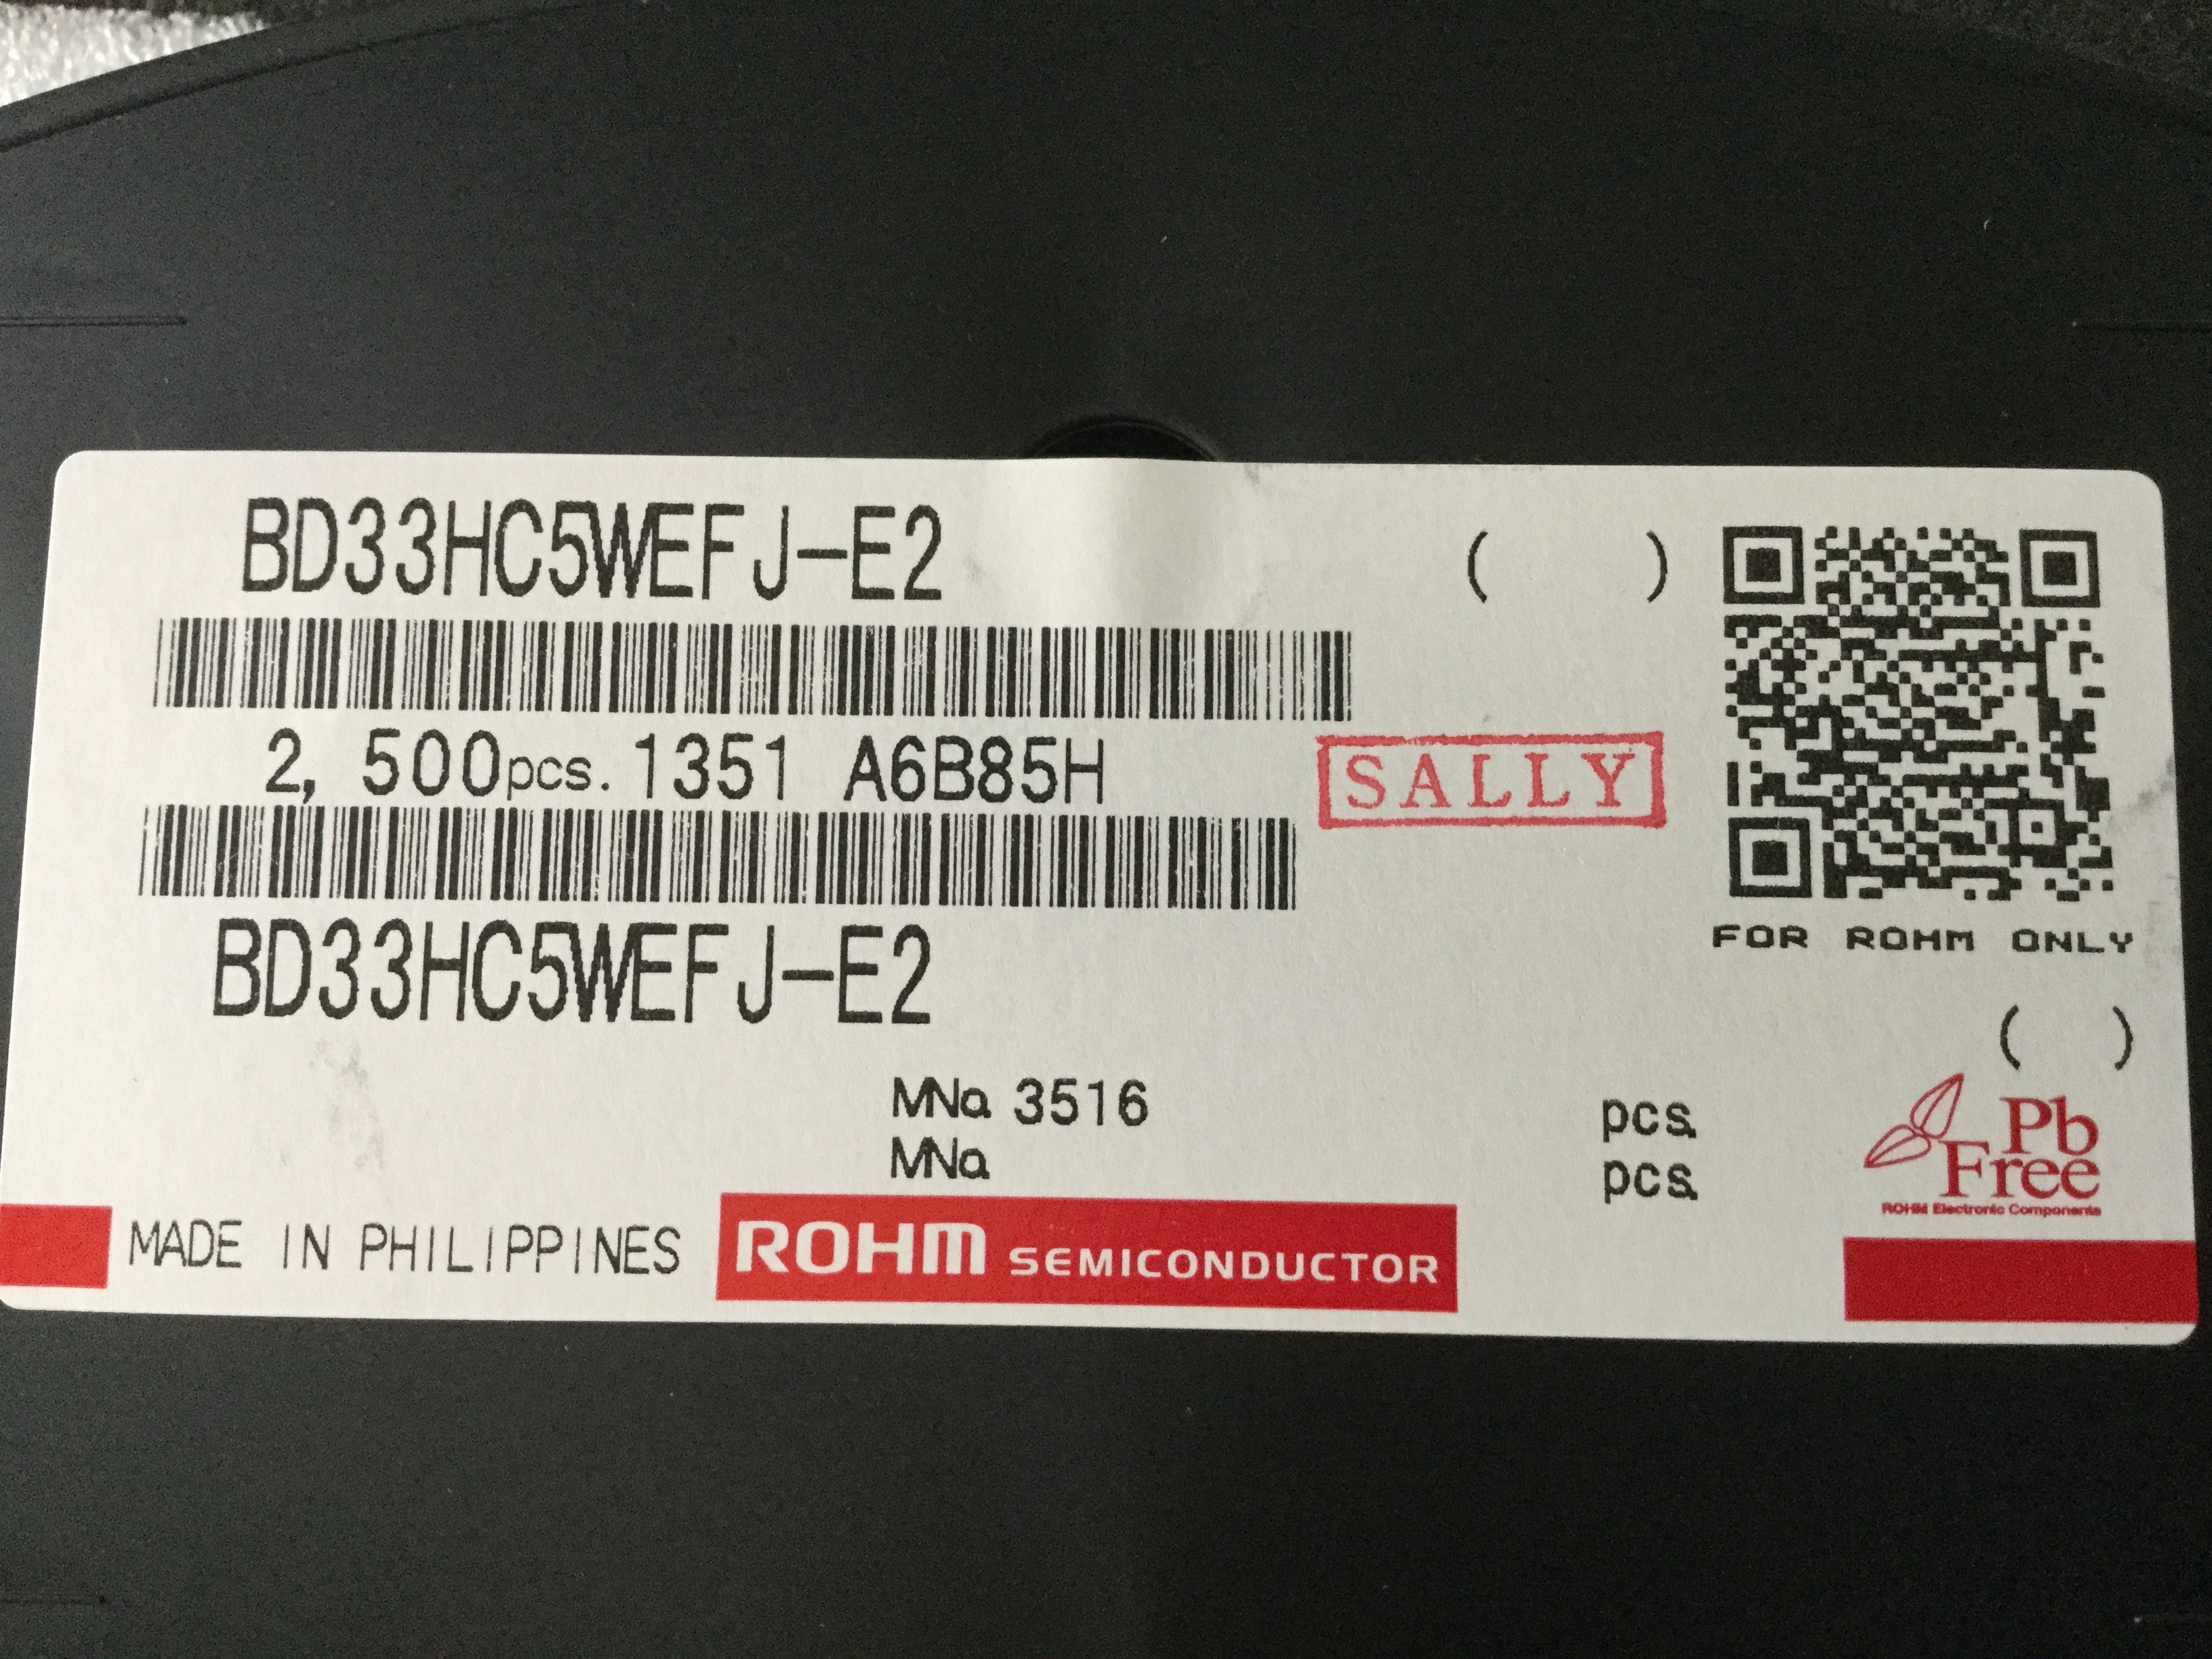 BD33HC5WEFJ-E2 ( )
2, 500pcs. 1351 A6B85H
SALLY
FOR ROHM ONLY
BD33HC5WEFJ-E2
( )
MNo 3516 pcs.
MNo pcs.
Pb
Free
ROHM Electronic Components
MADE IN PHILIPPINES
ROHM SEMICONDUCTOR